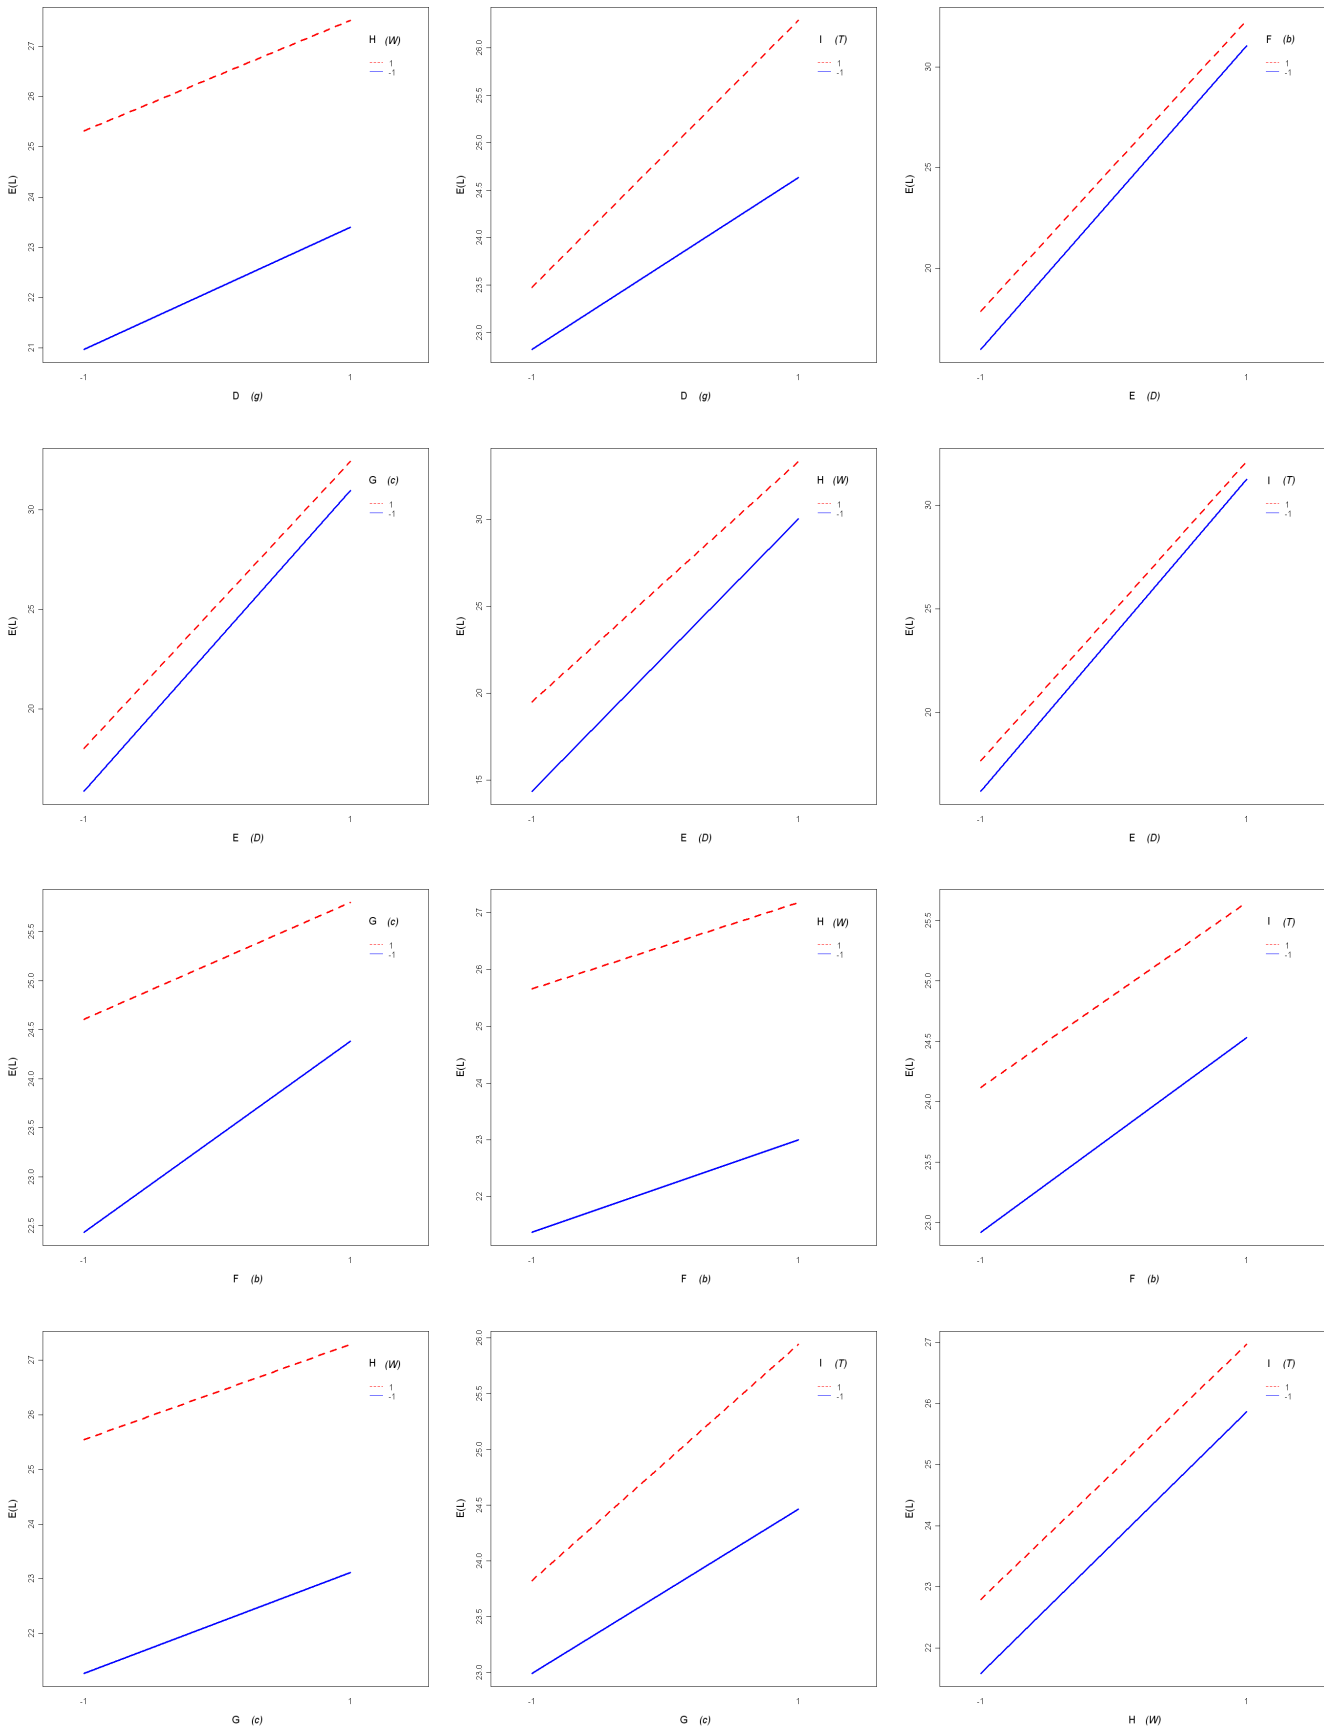 H (W)
1
-1
27
26
25
24
23
22
21
E(L)
-1 1
D (g)
I (T)
1
-1
26.0
25.5
25.0
24.5
24.0
23.5
23.0
E(L)
-1 1
D (g)
F (b)
1
-1
30
25
20
E(L)
-1 1
E (D)
G (c)
1
-1
30
25
20
E(L)
-1 1
E (D)
H (W)
1
-1
30
25
20
15
E(L)
-1 1
E (D)
I (T)
1
-1
30
25
20
E(L)
-1 1
E (D)
G (c)
1
-1
25.5
25.0
24.5
24.0
23.5
23.0
22.5
E(L)
-1 1
F (b)
H (W)
1
-1
27
26
25
24
23
22
E(L)
-1 1
F (b)
I (T)
1
-1
25.5
25.0
24.5
24.0
23.5
23.0
E(L)
-1 1
F (b)
H (W)
1
-1
27
26
25
24
23
22
E(L)
-1 1
G (c)
I (T)
1
-1
26.0
25.5
25.0
24.5
24.0
23.5
23.0
E(L)
-1 1
G (c)
I (T)
1
-1
27
26
25
24
23
22
E(L)
-1 1
H (W)